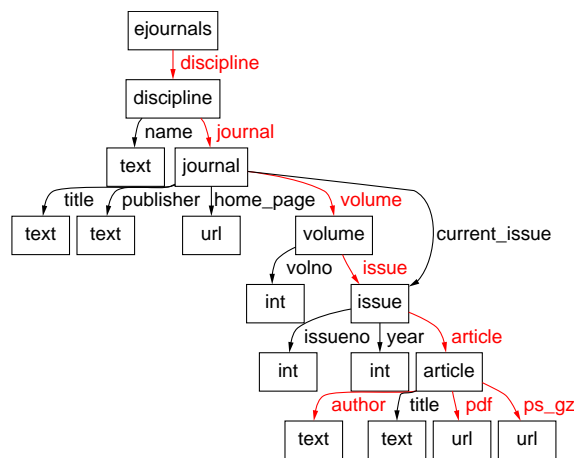 ejournals
discipline
discipline
name journal
text journal
title publisher home_page volume
text text url volume current_issue
volno issue
int issue
issueno year article
int int article
author title pdf ps_gz
text text url url